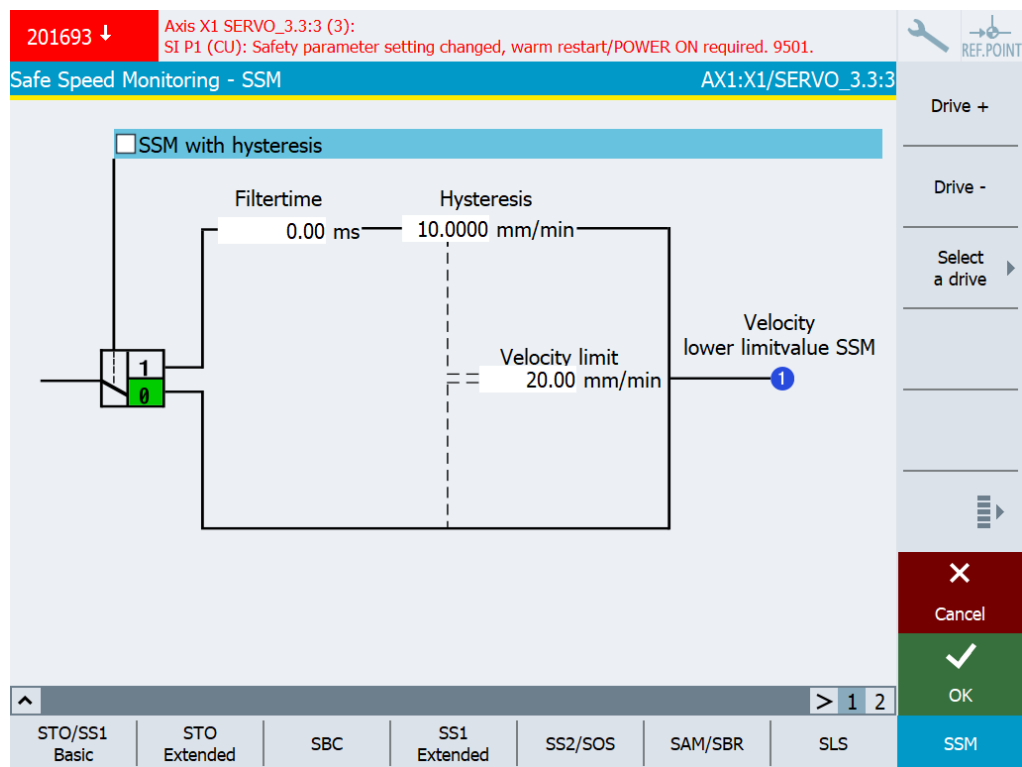 201693
Axis X1 SERVO_3.3:3 (3):
SI P1 (CU): Safety parameter setting changed, warm restart/POWER ON required. 9501.
REF.POINT
Safe Speed Monitoring - SSM
AX1:X1/SERVO_3.3:3
Drive +
SSM with hysteresis
Drive -
Filtertime
Hysteresis
0.00 ms
10.0000 mm/min
Select
a drive
Velocity
lower limitvalue SSM
1
Velocity limit
20.00 mm/min
1
0
Cancel
OK
> 1 2
STO/SS1
Basic
STO
Extended
SBC
SS1
Extended
SS2/SOS
SAM/SBR
SLS
SSM